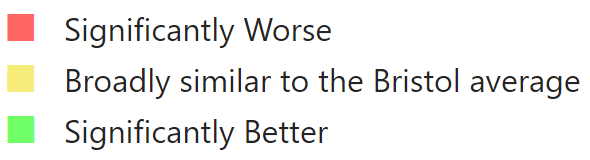 Significantly Worse
Broadly similar to the Bristol average
Significantly Better